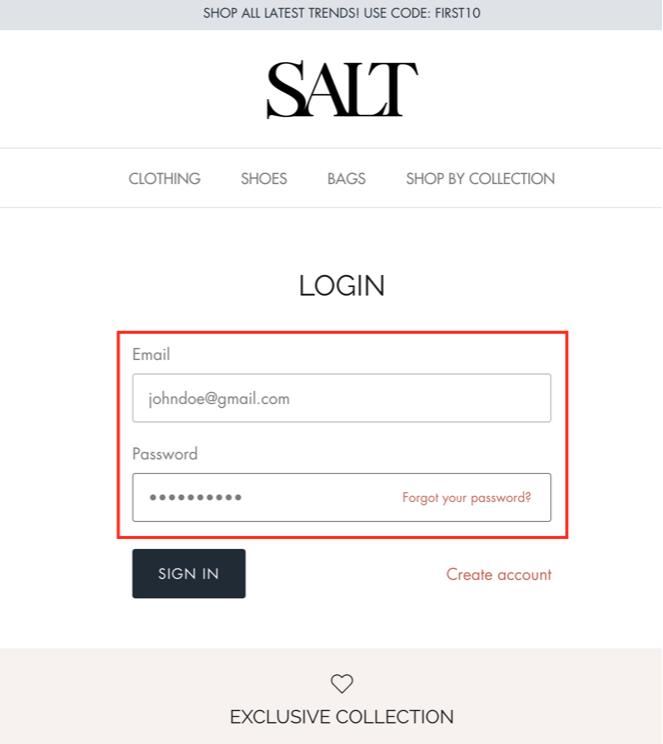 SHOP ALL LATEST TRENDS! USE CODE: FIRST10
SALT
CLOTHING SHOES BAGS SHOP BY COLLECTION
LOGIN
Email
johndoe@gmail.com
Password
•••••••••• Forgot your password?
SIGN IN Create account
EXCLUSIVE COLLECTION